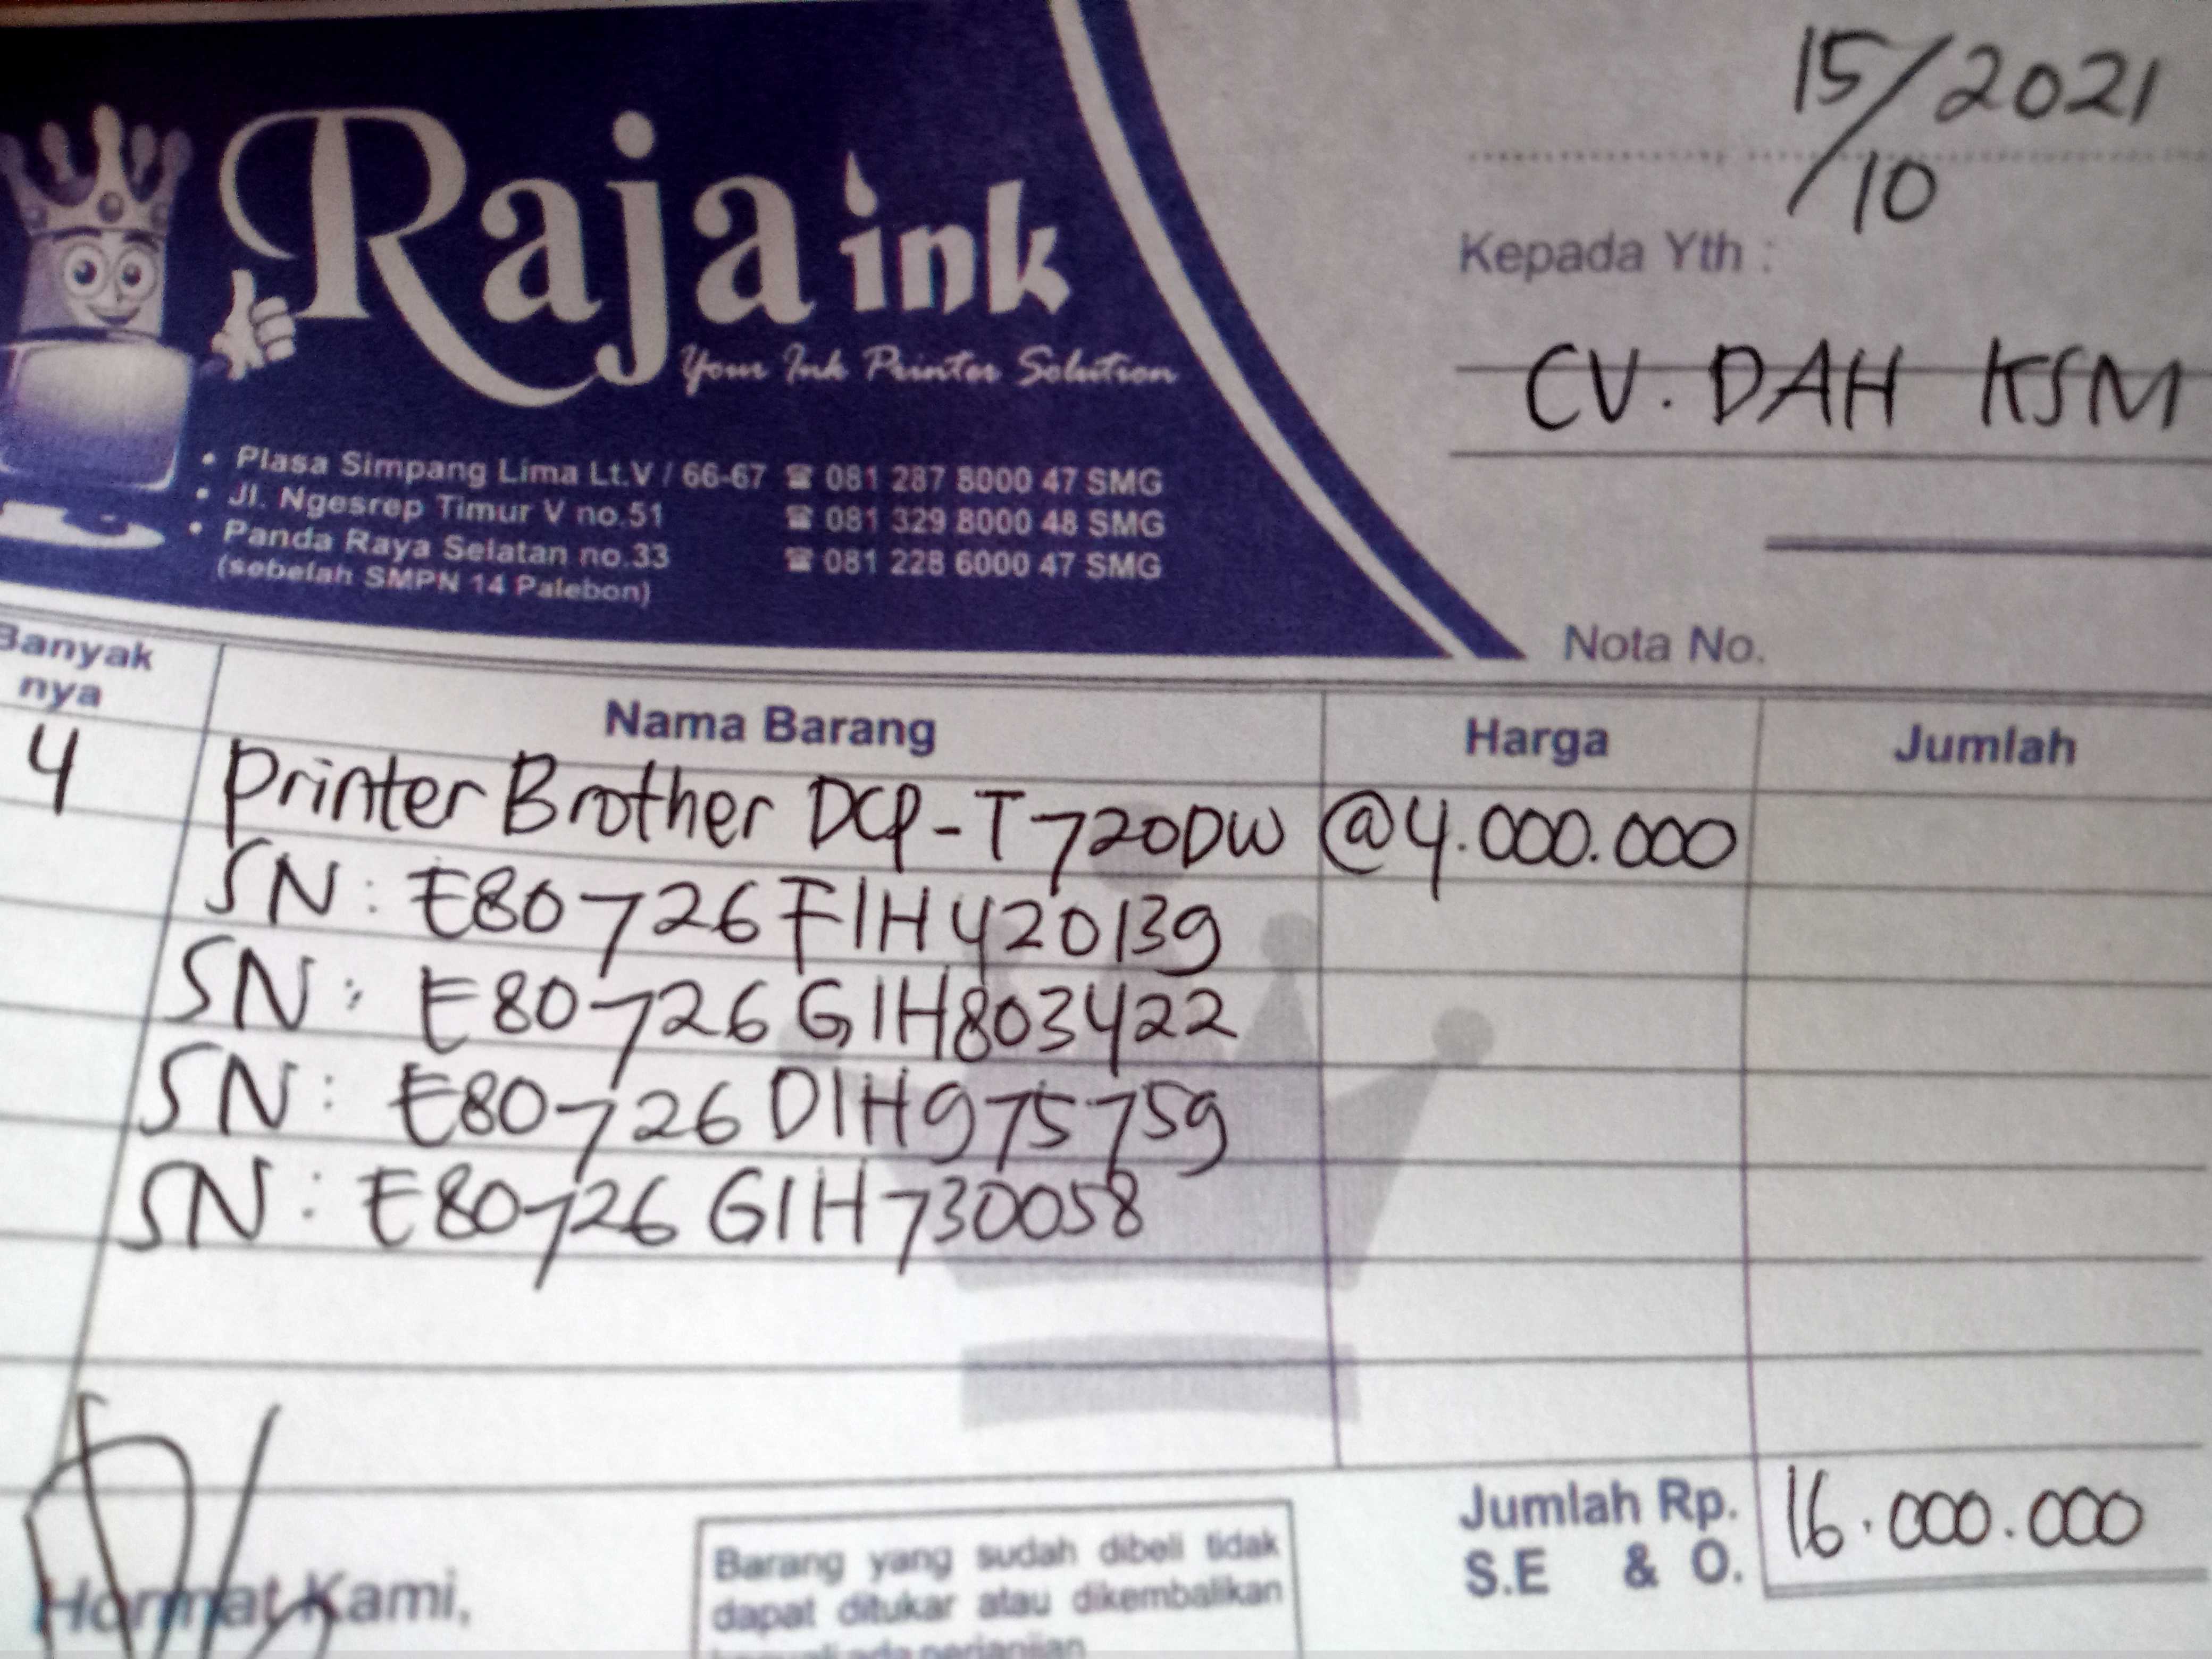 Raja ink
Your Ink Printer Solution
• Plasa Simpang Lima Lt.V / 66-67 ☎ 081 287 8000 47 SMG
• Jl. Ngesrep Timur V no.51 ☎ 081 329 8000 48 SMG
• Panda Raya Selatan no.33 ☎ 081 228 6000 47 SMG
(sebelah SMPN 14 Palebon)
15/10/2021
Kepada Yth :
CV. DAH KSM
Nota No.
Banyak nya Nama Barang Harga Jumlah
4 Printer Brother DCP-T720DW @4.000.000
SN: E80726F1H420139
SN: E80726G1H803422
SN: E80726D1H975759
SN: E80726G1H730058
Jumlah Rp. 16.000.000
S.E & O.
Hormat Kami,
Barang yang sudah dibeli tidak
dapat ditukar atau dikembalikan
ada perjanjian